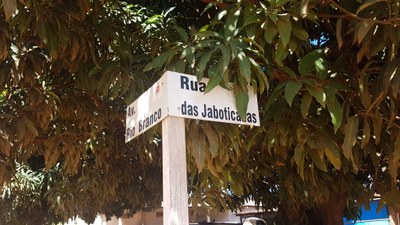 Av.
Rio Branco
Rua
das Jaboticabas